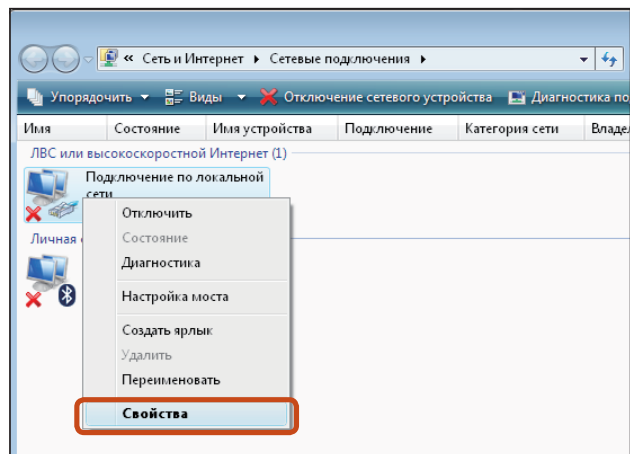 « Сеть и Интернет Сетевые подключения
Упорядочить Виды Отключение сетевого устройства Диагностика по
Имя Состояние Имя устройства Подключение Категория сети Владел
ЛВС или высокоскоростной Интернет (1)
Подключение по локальной
сети
Отключить
Состояние
Личная
Диагностика
Настройка моста
Создать ярлык
Удалить
Переименовать
Свойства